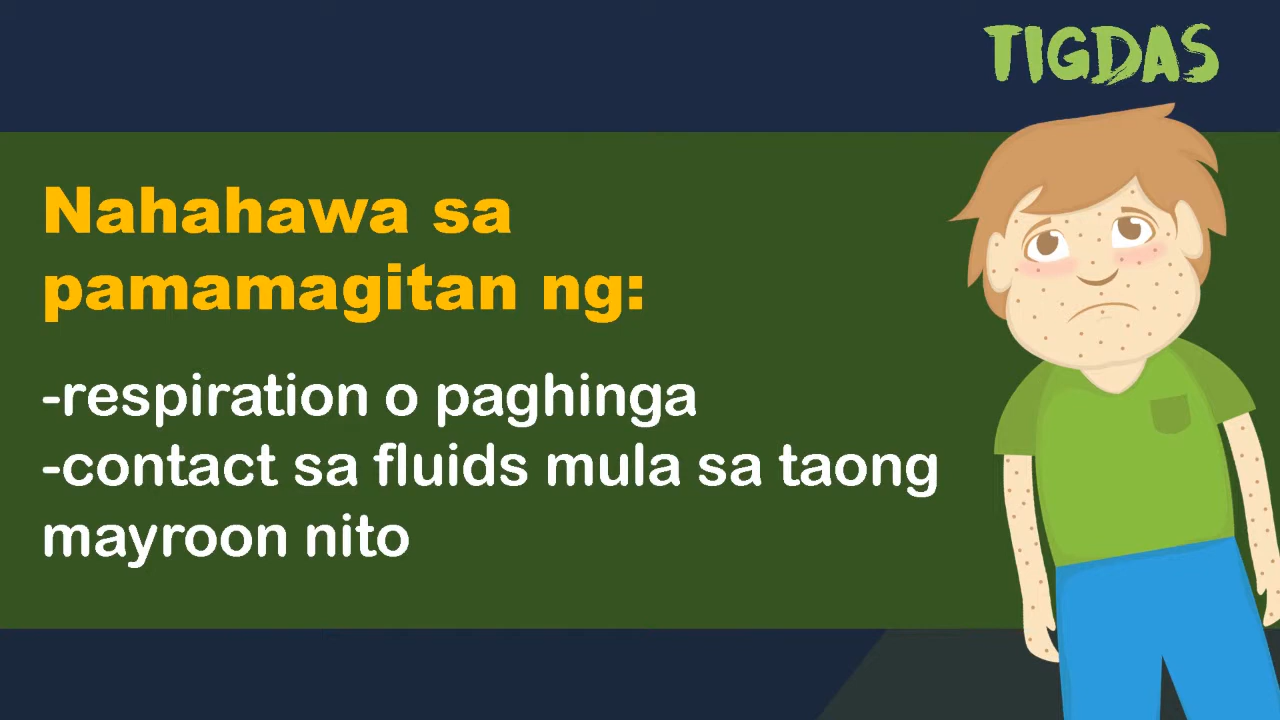 TIGDAS
Nahahawa sa
pamamagitan ng:
-respiration o paghinga
-contact sa fluids mula sa taong
mayroon nito